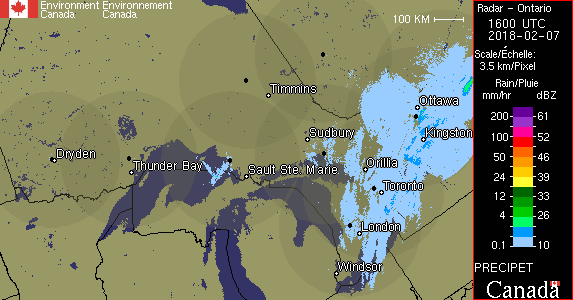 Environment Environnement
Canada Canada
100 KM
Timmins
Ottawa
Sudbury
Kingston
Dryden
Thunder Bay
Sault Ste. Marie
Orillia
Toronto
London
Windsor
Radar - Ontario
1600 UTC
2018-02-07
Scale/Échelle:
3.5 km/Pixel
Rain/Pluie
mm/hr dBZ
200 61
100 52
50 46
24 39
12 33
4 26
0.1 10
PRECIPET
Canada